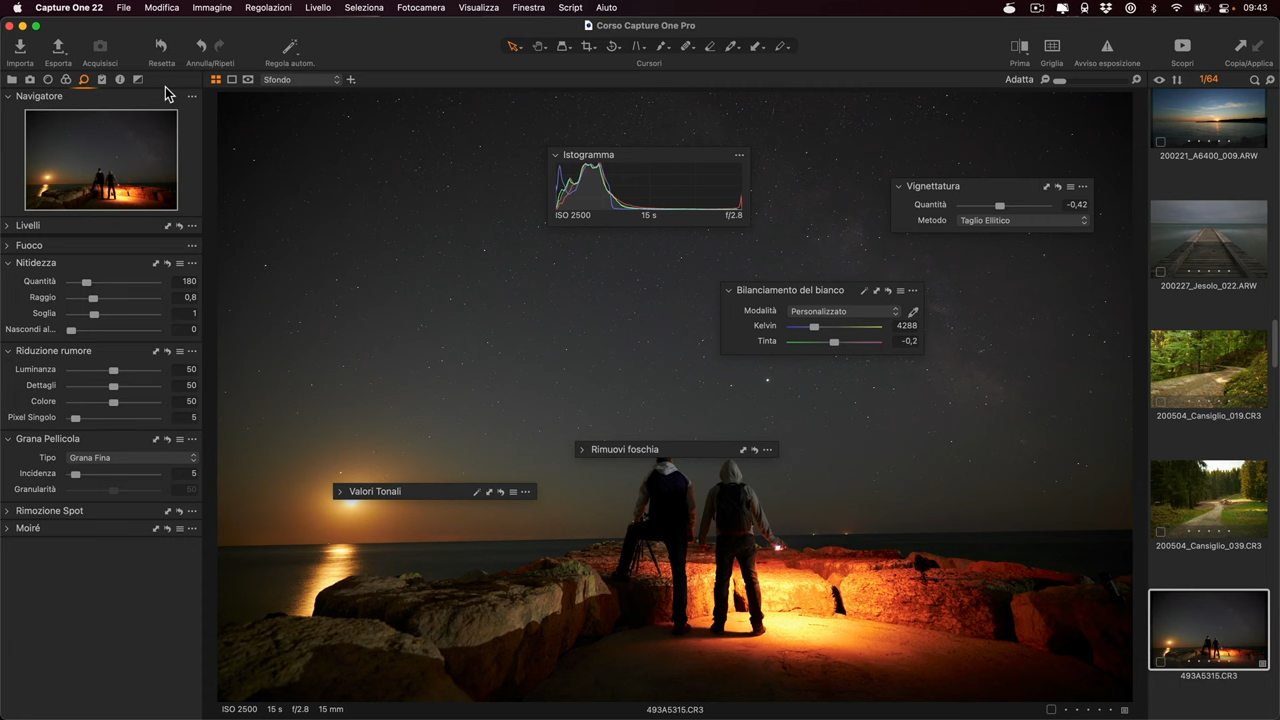 Capture One 22 File Modifica Immagine Regolazioni Livello Seleziona Fotocamera Visualizza Finestra Script Aiuto 09:43
Corso Capture One Pro
Importa Esporta Acquisisci Resetta Annulla/Ripeti Regola autom. Cursori Prima Griglia Avviso esposizione Scopri Copia/Applica
Sfondo Adatta 1/64
Navigatore
Livelli
Fuoco
Nitidezza
Quantità 180
Raggio 0,8
Soglia 1
Nascondi al... 0
Riduzione rumore
Luminanza 50
Dettagli 50
Colore 50
Pixel Singolo 5
Grana Pellicola
Tipo Grana Fina
Incidenza 5
Granularità 50
Rimozione Spot
Moiré
Istogramma
ISO 2500 15 s f/2.8
Vignettatura
Quantità -0,42
Metodo Taglio Ellitico
Bilanciamento del bianco
Modalità Personalizzato
Kelvin 4288
Tinta -0,2
Rimuovi foschia
Valori Tonali
200221_A6400_009.ARW
200227_Jesolo_022.ARW
200504_Cansiglio_019.CR3
200504_Cansiglio_039.CR3
493A5315.CR3
ISO 2500 15 s f/2.8 15 mm 493A5315.CR3